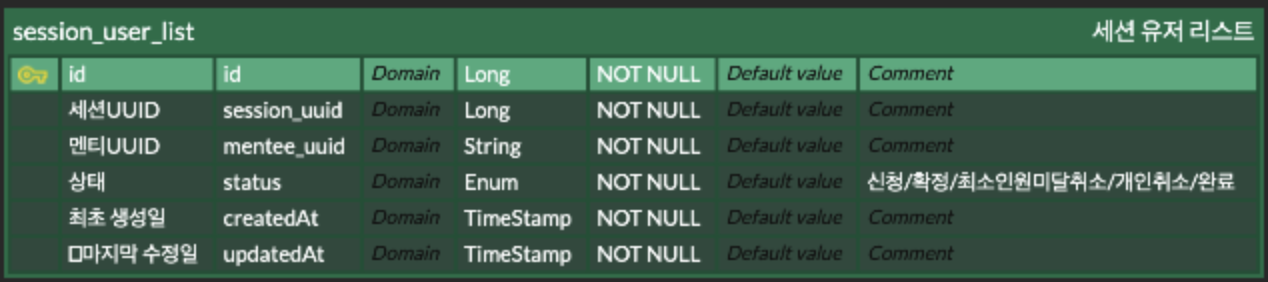 session_user_list 세션 유저 리스트
id id Domain Long NOT NULL Default value Comment
세션UUID session_uuid Domain Long NOT NULL Default value Comment
멘티UUID mentee_uuid Domain String NOT NULL Default value Comment
상태 status Domain Enum NOT NULL Default value 신청/확정/최소인원미달취소/개인취소/완료
최초 생성일 createdAt Domain TimeStamp NOT NULL Default value Comment
□마지막 수정일 updatedAt Domain TimeStamp NOT NULL Default value Comment